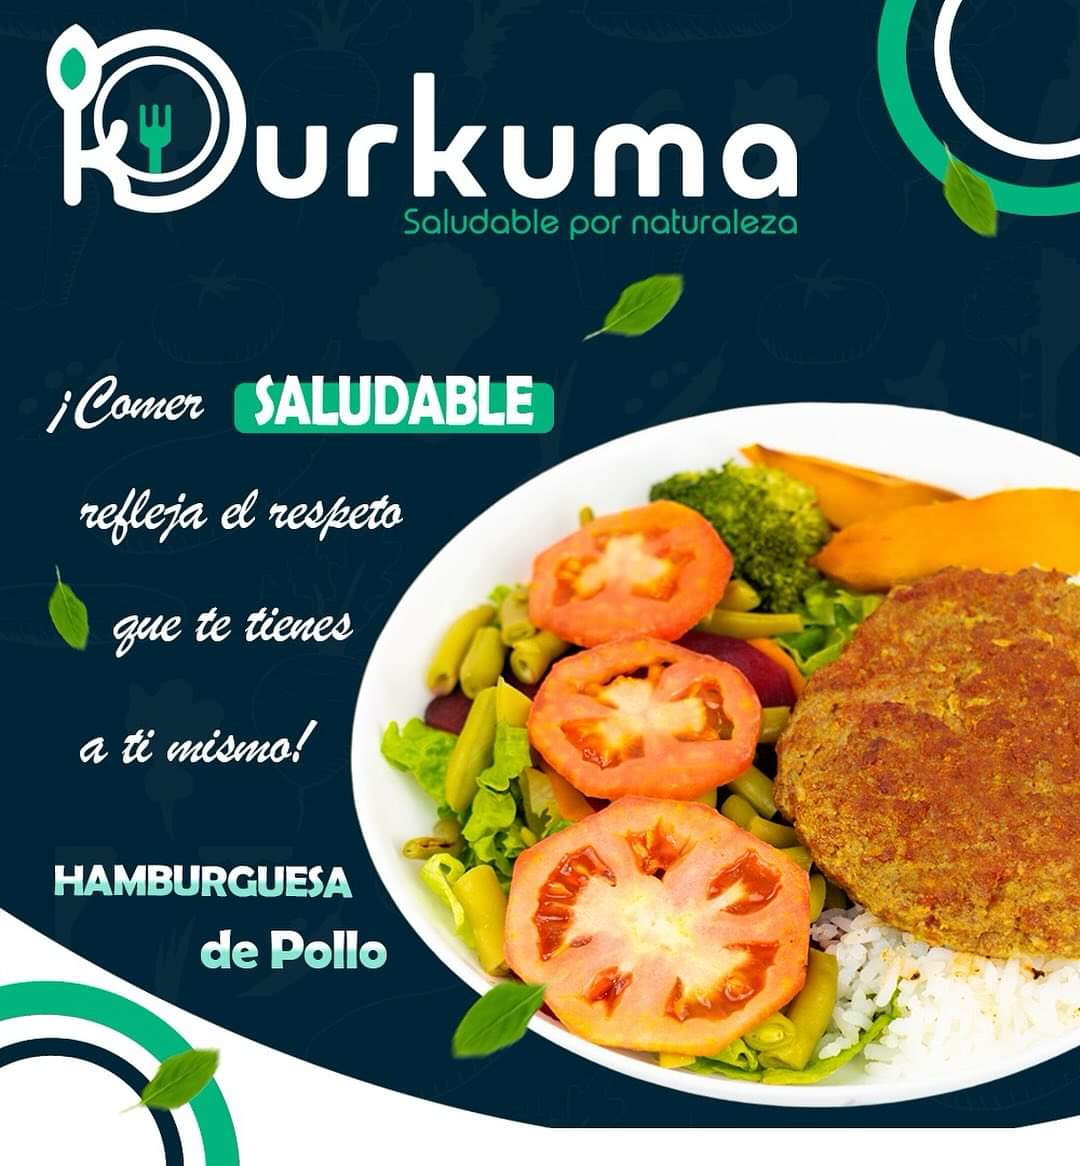 Kurkuma
Saludable por naturaleza
¡Comer SALUDABLE
refleja el respeto
que te tienes
a ti mismo!
HAMBURGUESA
de Pollo